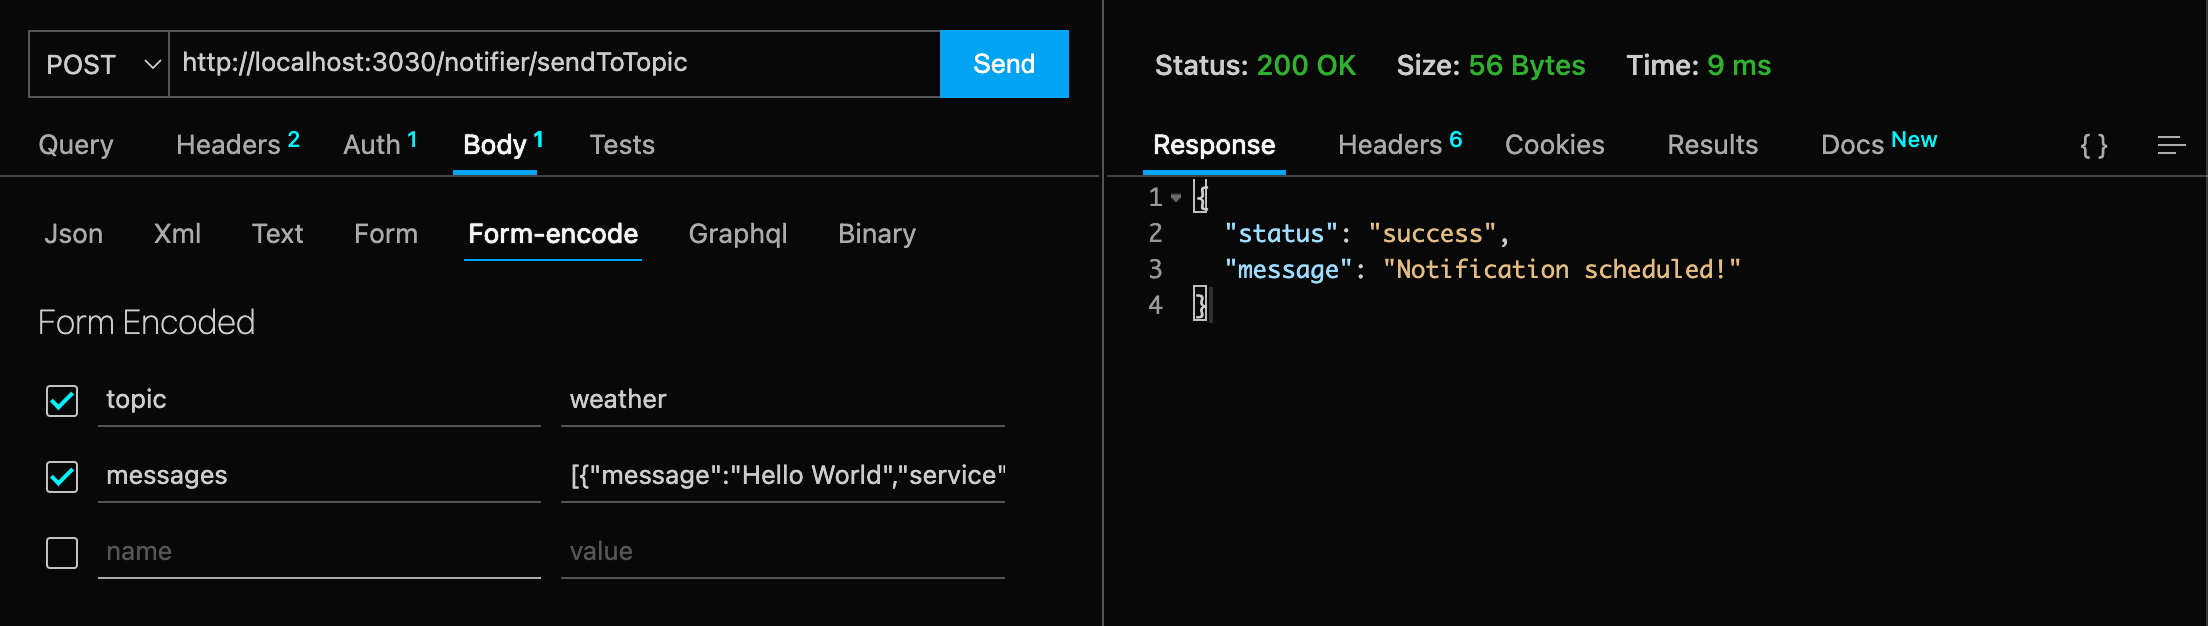 POST http://localhost:3030/notifier/sendToTopic Send
Query Headers 2 Auth 1 Body 1 Tests
Json Xml Text Form Form-encode Graphql Binary
Form Encoded
topic weather
messages [{"message":"Hello World","service"
name value
Status: 200 OK Size: 56 Bytes Time: 9 ms
Response Headers 6 Cookies Results Docs New {}
1 {
2 "status": "success",
3 "message": "Notification scheduled!"
4 }